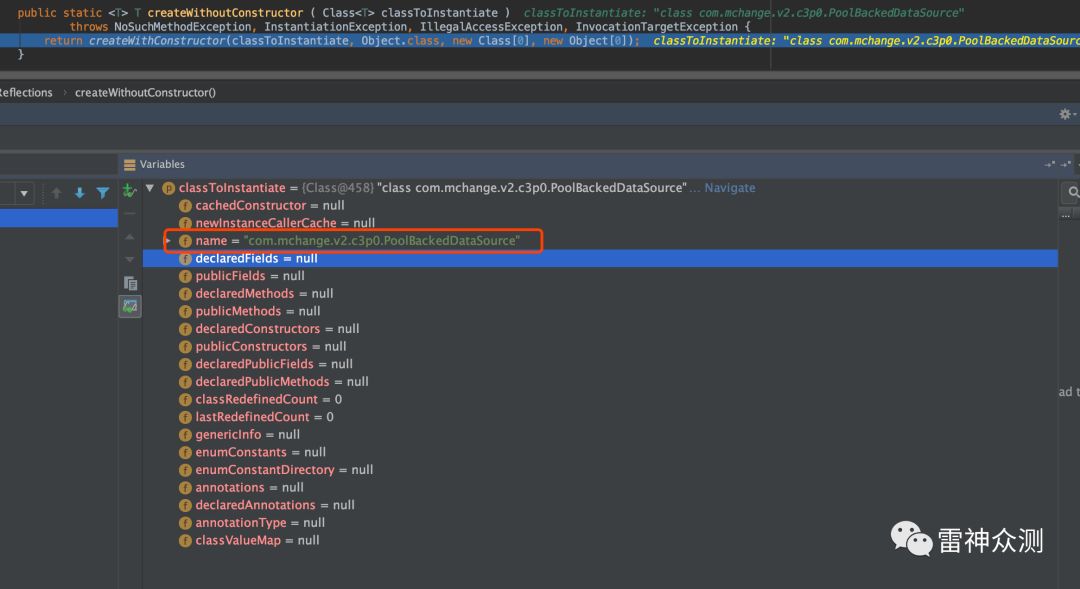 public static <T> T createWithoutConstructor ( Class<T> classToInstantiate ) classToInstantiate: "class com.mchange.v2.c3p0.PoolBackedDataSource"
throws NoSuchMethodException, InstantiationException, IllegalAccessException, InvocationTargetException {
return createWithConstructor(classToInstantiate, Object.class, new Class[0], new Object[0]); classToInstantiate: "class com.mchange.v2.c3p0.PoolBackedDataSourc
}
Reflections › createWithoutConstructor()
Variables
classToInstantiate = {Class@458} "class com.mchange.v2.c3p0.PoolBackedDataSource" ... Navigate
cachedConstructor = null
newInstanceCallerCache = null
name = "com.mchange.v2.c3p0.PoolBackedDataSource"
declaredFields = null
publicFields = null
declaredMethods = null
publicMethods = null
declaredConstructors = null
publicConstructors = null
declaredPublicFields = null
declaredPublicMethods = null
classRedefinedCount = 0
lastRedefinedCount = 0
genericInfo = null
enumConstants = null
enumConstantDirectory = null
annotations = null
declaredAnnotations = null
annotationType = null
classValueMap = null
ad t
雷神众测